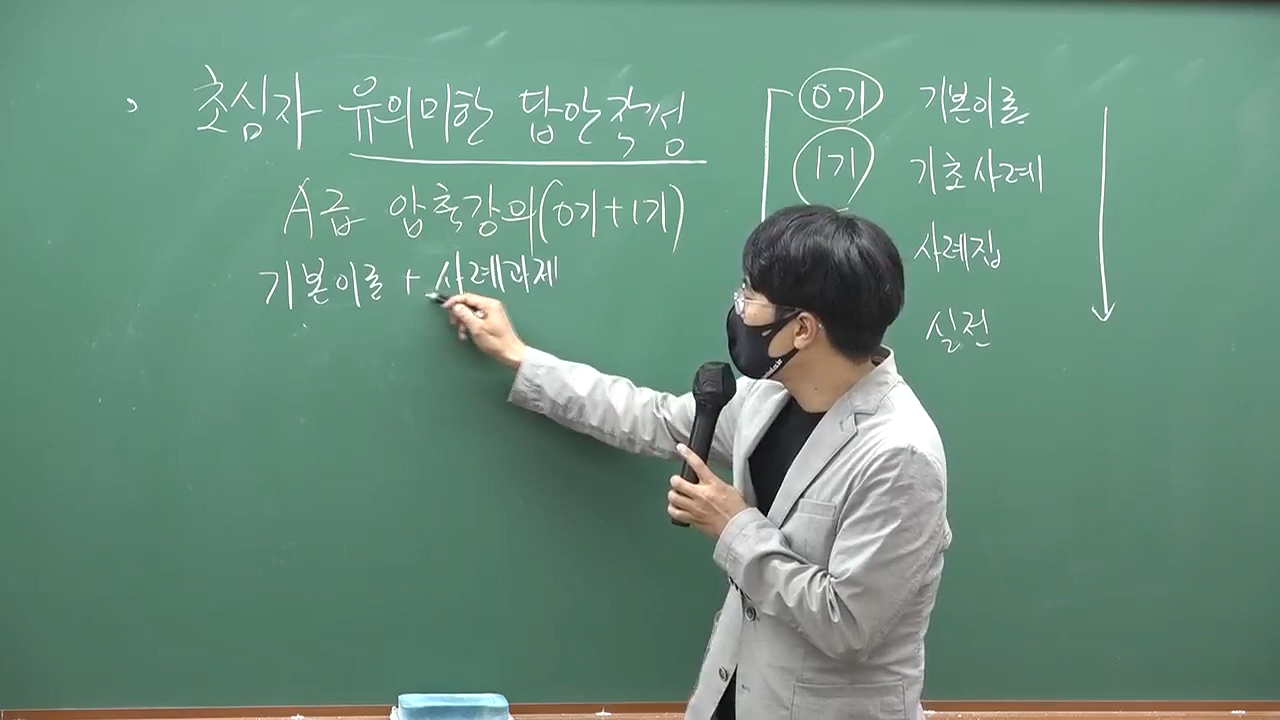 초심자 유의미한 답안작성
A급 압축강의(0기+1기)
기본이론 + 사례과제
0기 기본이론
1기 기초사례
사례집
실전